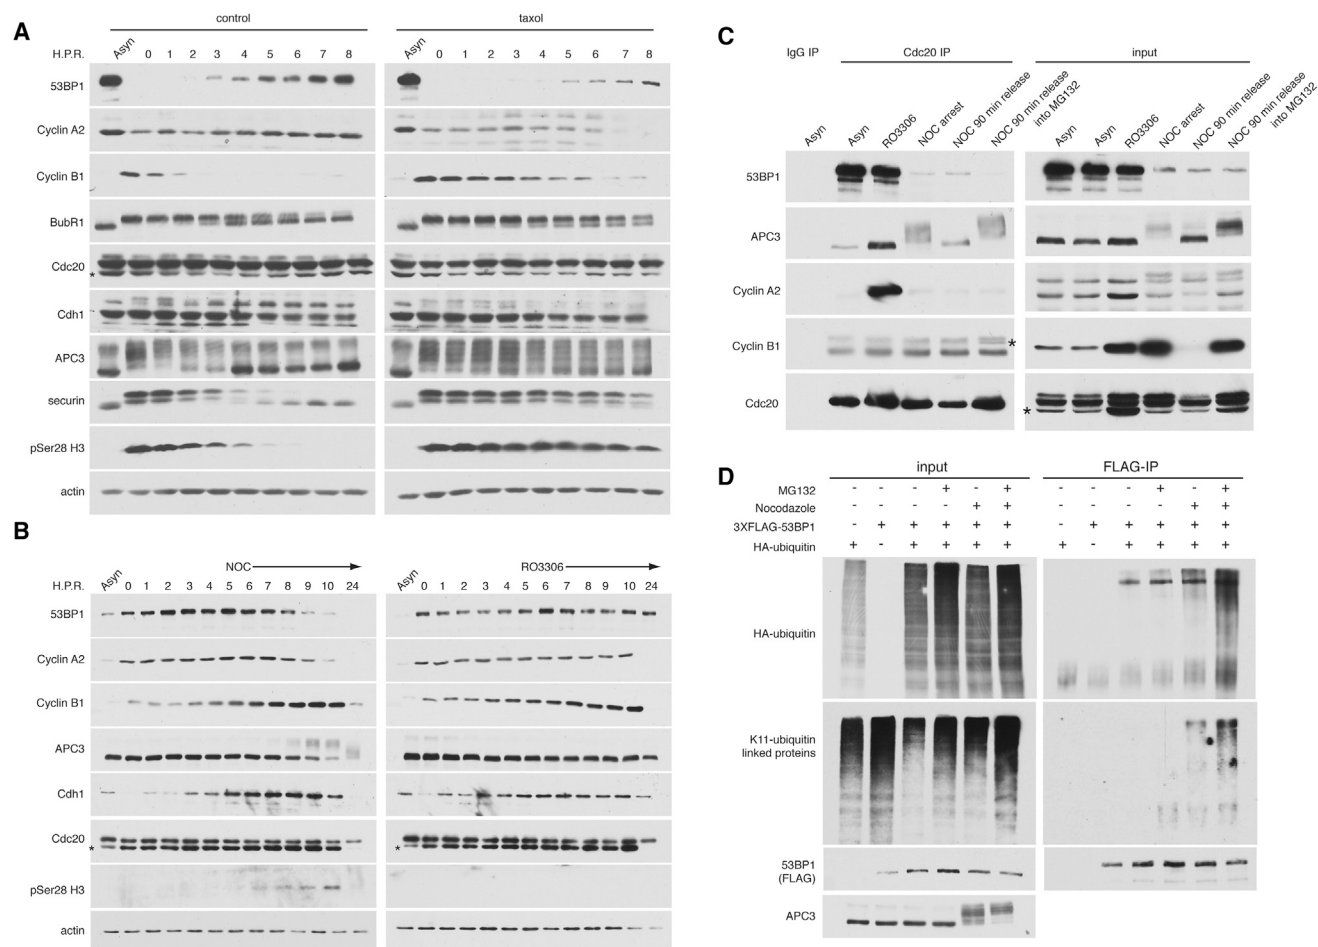 A
control
taxol
H.P.R.
Asyn 0 1 2 3 4 5 6 7 8
Asyn 0 1 2 3 4 5 6 7 8
53BP1
Cyclin A2
Cyclin B1
BubR1
Cdc20
*
Cdh1
APC3
securin
pSer28 H3
actin
B
NOC
RO3306
H.P.R.
Asyn 0 1 2 3 4 5 6 7 8 9 10 24
Asyn 0 1 2 3 4 5 6 7 8 9 10 24
53BP1
Cyclin A2
Cyclin B1
APC3
Cdh1
Cdc20
*
*
pSer28 H3
actin
C
IgG IP
Cdc20 IP
input
Asyn
Asyn
RO3306
NOC arrest
NOC 90 min release
NOC 90 min release
into MG132
Asyn
Asyn
RO3306
NOC arrest
NOC 90 min release
NOC 90 min release
into MG132
53BP1
APC3
Cyclin A2
Cyclin B1
*
Cdc20
*
D
input
FLAG-IP
MG132 - - - + - + - - - + - +
Nocodazole - - - - + + - - - - + +
3XFLAG-53BP1 - + + + + + - + + + + +
HA-ubiquitin + - + + + + + - + + + +
HA-ubiquitin
K11-ubiquitin
linked proteins
53BP1
(FLAG)
APC3